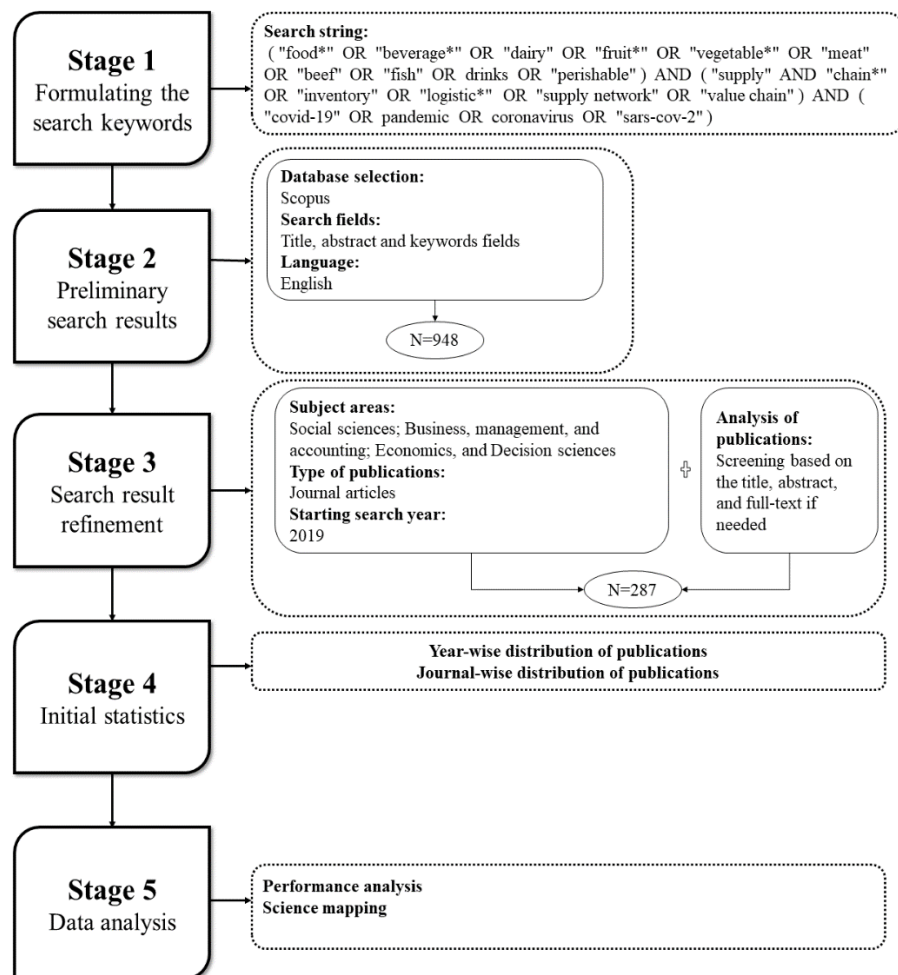 Stage 1
Formulating the
search keywords
Search string:
( "food*" OR "beverage*" OR "dairy" OR "fruit*" OR "vegetable*" OR "meat"
OR "beef" OR "fish" OR drinks OR "perishable" ) AND ( "supply" AND "chain*"
OR "inventory" OR "logistic*" OR "supply network" OR "value chain" ) AND (
"covid-19" OR pandemic OR coronavirus OR "sars-cov-2" )
Stage 2
Preliminary
search results
Database selection:
Scopus
Search fields:
Title, abstract and keywords fields
Language:
English
N=948
Stage 3
Search result
refinement
Subject areas:
Social sciences; Business, management, and
accounting; Economics, and Decision sciences
Type of publications:
Journal articles
Starting search year:
2019
Analysis of
publications:
Screening based on
the title, abstract,
and full-text if
needed
N=287
Stage 4
Initial statistics
Year-wise distribution of publications
Journal-wise distribution of publications
Stage 5
Data analysis
Performance analysis
Science mapping